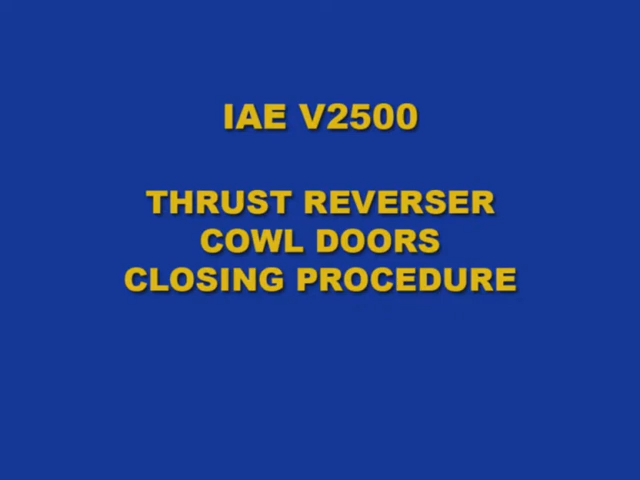 IAE V2500
THRUST REVERSER
COWL DOORS
CLOSING PROCEDURE